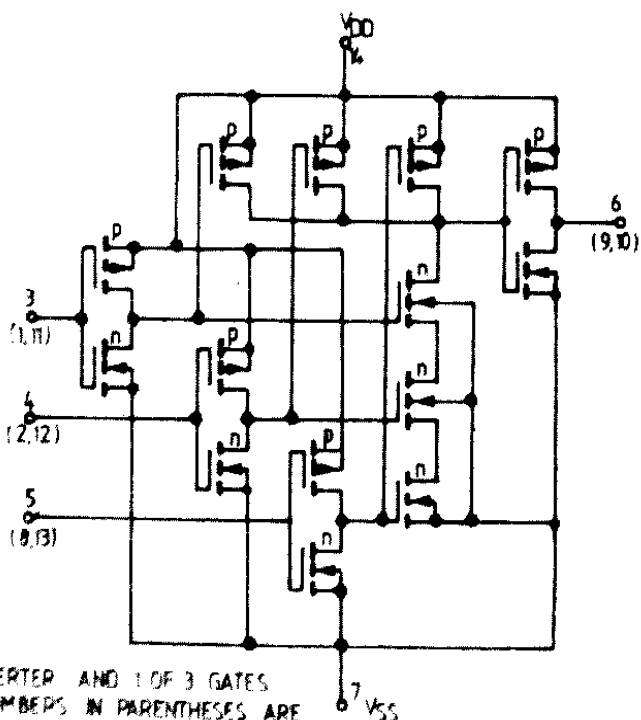 VDD
14
p
p
p
p
6
(9,10)
p
n
3
(1,11)
n
p
n
4
(2,12)
n
p
n
5
(8,13)
n
ERTER AND 1 OF 3 GATES
MBERS IN PARENTHESES ARE
7 VSS